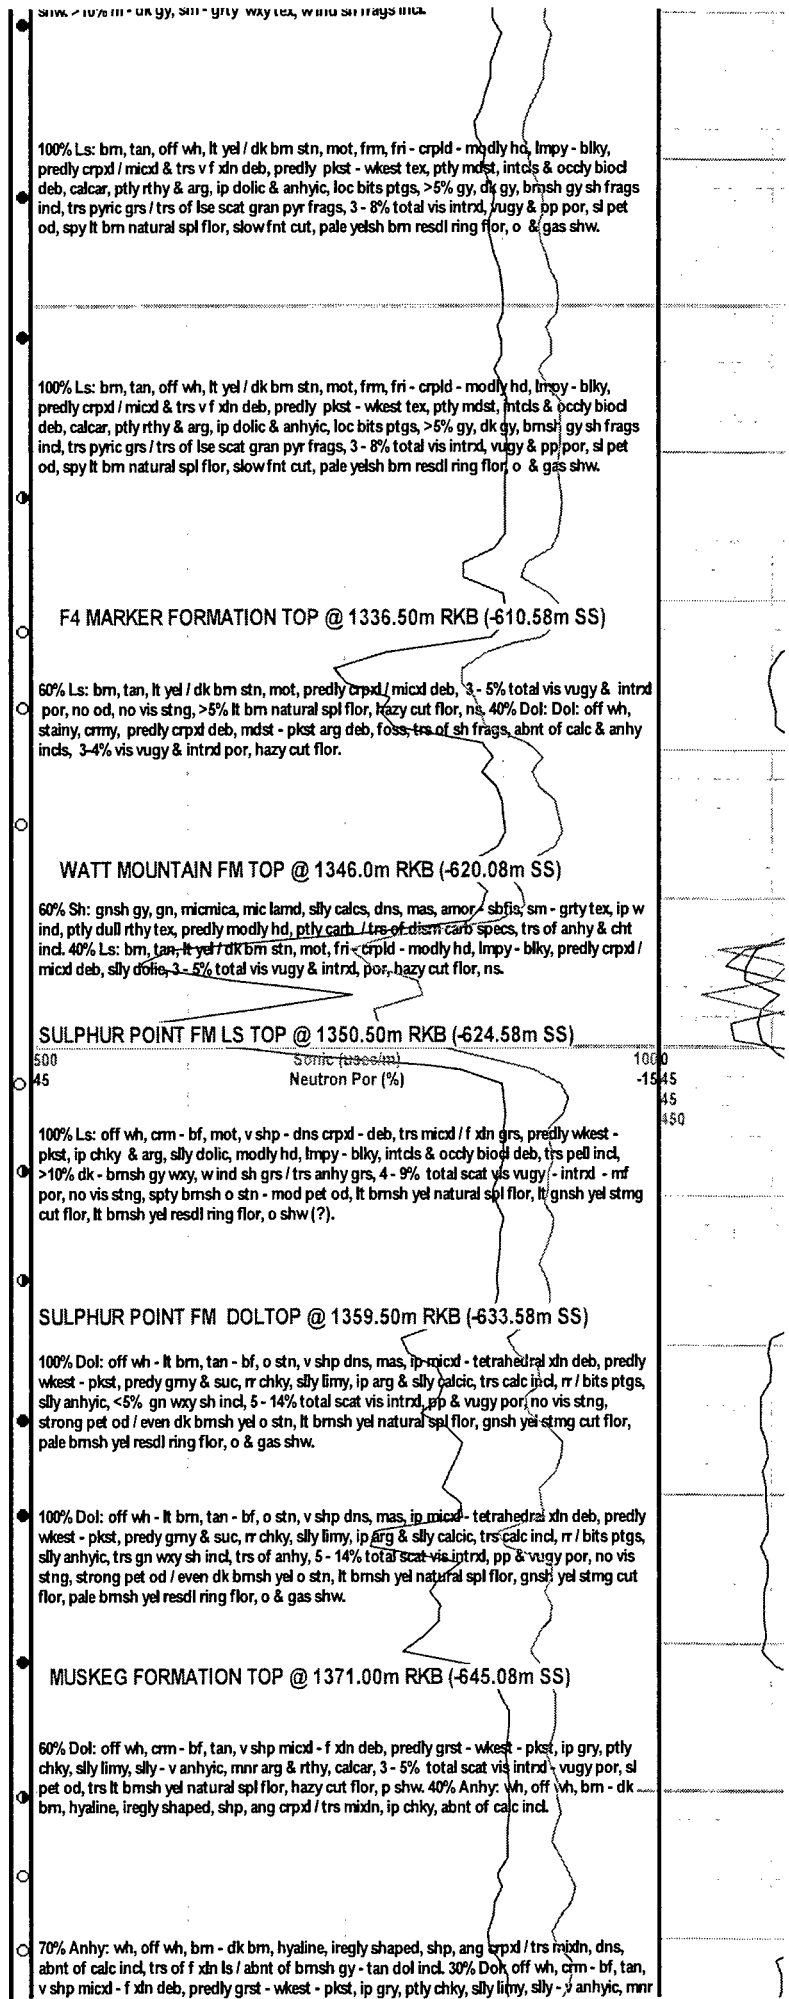 shw. >10% m - dk gy, sm - grty wxy tex, w ind sh frags incl.
100% Ls: brn, tan, off wh, lt yel / dk brn stn, mot, frm, fri - crpld - modly hd, lmpy - blky,
predly crpxl / micxl & trs v f xln deb, predly pkst - wkest tex, ptly mdst, intcls & occly biocl
deb, calcar, ptly rthy & arg, ip dolic & anhyic, loc bits ptgs, >5% gy, dk gy, brnsh gy sh frags
incl, trs pyric grs / trs of lse scat gran pyr frags, 3 - 8% total vis intrxl, vugy & pp por, sl pet
od, spy lt brn natural spl flor, slow fnt cut, pale yelsh brn resdl ring flor, o & gas shw.
100% Ls: brn, tan, off wh, lt yel / dk brn stn, mot, frm, fri - crpld - modly hd, lmpy - blky,
predly crpxl / micxl & trs v f xln deb, predly pkst - wkest tex, ptly mdst, intcls & occly biocl
deb, calcar, ptly rthy & arg, ip dolic & anhyic, loc bits ptgs, >5% gy, dk gy, brnsh gy sh frags
incl, trs pyric grs / trs of lse scat gran pyr frags, 3 - 8% total vis intrxl, vugy & pp por, sl pet
od, spy lt brn natural spl flor, slow fnt cut, pale yelsh brn resdl ring flor, o & gas shw.
F4 MARKER FORMATION TOP @ 1336.50m RKB (-610.58m SS)
60% Ls: brn, tan, lt yel / dk brn stn, mot, predly crpxl / micxl deb, 3 - 5% total vis vugy & intrxl
por, no od, no vis stng, >5% lt brn natural spl flor, hazy cut flor, ns. 40% Dol: Dol: off wh,
stainy, crmy, predly crpxl deb, mdst - pkst arg deb, foss, trs of sh frags, abnt of calc & anhy
incls, 3-4% vis vugy & intrxl por, hazy cut flor.
WATT MOUNTAIN FM TOP @ 1346.0m RKB (-620.08m SS)
60% Sh: gnsh gy, gn, micmica, mic lamd, slly calcs, dns, mas, amor - sbfis, sm - grty tex, ip w
ind, ptly dull rthy tex, predly modly hd, ptly carb / trs of dism carb specs, trs of anhy & cht
incl. 40% Ls: brn, tan, lt yel / dk brn stn, mot, fri - crpld - modly hd, lmpy - blky, predly crpxl /
micxl deb, slly dolic, 3 - 5% total vis vugy & intrxl, por, hazy cut flor, ns.
SULPHUR POINT FM LS TOP @ 1350.50m RKB (-624.58m SS)
500 Sonic (usec/m) 100 0
45 Neutron Por (%) -15 45
45
450
100% Ls: off wh, crm - bf, mot, v shp - dns crpxl - deb, trs micxl / f xln grs, predly wkest -
pkst, ip chky & arg, slly dolic, modly hd, lmpy - blky, intcls & occly biocl deb, trs pell incl,
>10% dk - brnsh gy wxy, w ind sh grs / trs anhy grs, 4 - 9% total scat vis vugy - intrxl - mf
por, no vis stng, spty brnsh o stn - mod pet od, lt brnsh yel natural spl flor, lt gnsh yel stmg
cut flor, lt brnsh yel resdl ring flor, o shw (?).
SULPHUR POINT FM DOL TOP @ 1359.50m RKB (-633.58m SS)
100% Dol: off wh - lt brn, tan - bf, o stn, v shp dns, mas, ip micxl - tetrahedral xln deb, predly
wkest - pkst, predy grny & suc, rr chky, slly limy, ip arg & slly calcic, trs calc incl, rr / bits ptgs,
slly anhyic, <5% gn wxy sh incl, 5 - 14% total scat vis intrxl, pp & vugy por, no vis stng,
strong pet od / even dk brnsh yel o stn, lt brnsh yel natural spl flor, gnsh yel stmg cut flor,
pale brnsh yel resdl ring flor, o & gas shw.
100% Dol: off wh - lt brn, tan - bf, o stn, v shp dns, mas, ip micxl - tetrahedral xln deb, predly
wkest - pkst, predy grny & suc, rr chky, slly limy, ip arg & slly calcic, trs calc incl, rr / bits ptgs,
slly anhyic, trs gn wxy sh incl, trs of anhy, 5 - 14% total scat vis intrxl, pp & vugy por, no vis
stng, strong pet od / even dk brnsh yel o stn, lt brnsh yel natural spl flor, gnsh yel stmg cut
flor, pale brnsh yel resdl ring flor, o & gas shw.
MUSKEG FORMATION TOP @ 1371.00m RKB (-645.08m SS)
60% Dol: off wh, crm - bf, tan, v shp micxl - f xln deb, predly grst - wkest - pkst, ip gry, ptly
chky, slly limy, slly - v anhyic, mnr arg & rthy, calcar, 3 - 5% total scat vis intrxl - vugy por, sl
pet od, trs lt brnsh yel natural spl flor, hazy cut flor, p shw. 40% Anhy: wh, off wh, brn - dk
brn, hyaline, iregly shaped, shp, ang crpxl / trs mixln, ip chky, abnt of calc incl.
70% Anhy: wh, off wh, brn - dk brn, hyaline, iregly shaped, shp, ang crpxl / trs mixln, dns,
abnt of calc incl, trs of f xln ls / abnt of brnsh gy - tan dol incl. 30% Dol: off wh, crm - bf, tan,
v shp micxl - f xln deb, predly grst - wkest - pkst, ip gry, ptly chky, slly limy, slly - v anhyic, mnr